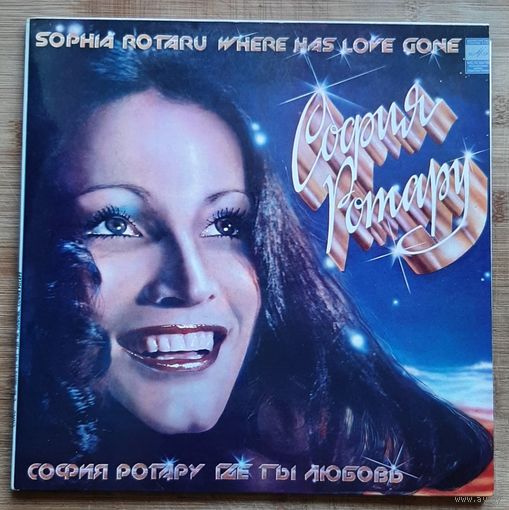 SOPHIA ROTARU WHERE HAS LOVE GONE
София
Ротару
СОФИЯ РОТАРУ ГДЕ ТЫ ЛЮБОВЬ